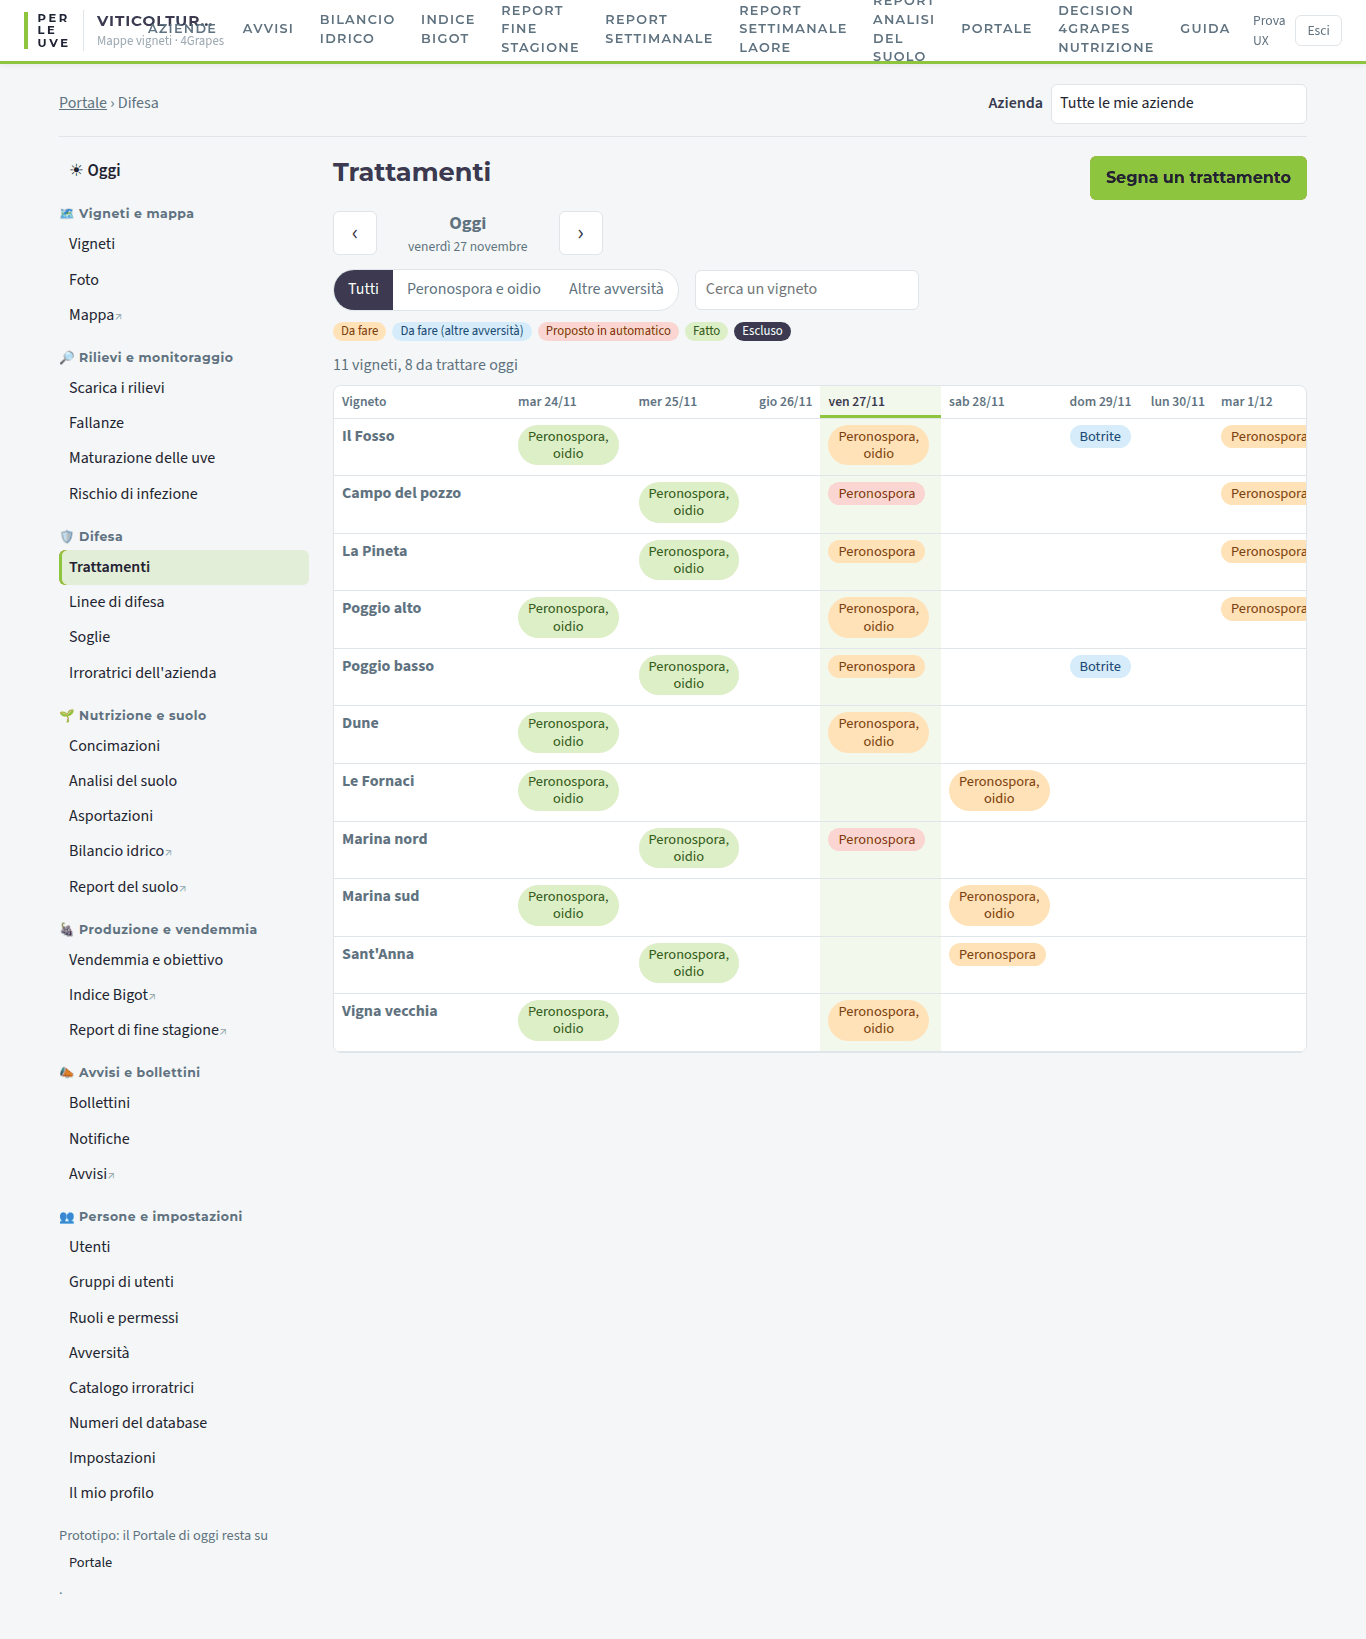 PER
LE
UVE
VITICOLTUR...
Mappe vigneti · 4Grapes
AZIENDE
AVVISI
BILANCIO
IDRICO
INDICE
BIGOT
REPORT
FINE
STAGIONE
REPORT
SETTIMANALE
REPORT
SETTIMANALE
LAORE
REPORT
ANALISI
DEL
SUOLO
PORTALE
DECISION
4GRAPES
NUTRIZIONE
GUIDA
Prova
UX
Esci
Portale › Difesa
Azienda
Tutte le mie aziende
☀ Oggi
Vigneti e mappa
Vigneti
Foto
Mappa↗
Rilievi e monitoraggio
Scarica i rilievi
Fallanze
Maturazione delle uve
Rischio di infezione
Difesa
Trattamenti
Linee di difesa
Soglie
Irroratrici dell'azienda
Nutrizione e suolo
Concimazioni
Analisi del suolo
Asportazioni
Bilancio idrico↗
Report del suolo↗
Produzione e vendemmia
Vendemmia e obiettivo
Indice Bigot↗
Report di fine stagione↗
Avvisi e bollettini
Bollettini
Notifiche
Avvisi↗
Persone e impostazioni
Utenti
Gruppi di utenti
Ruoli e permessi
Avversità
Catalogo irroratrici
Numeri del database
Impostazioni
Il mio profilo
Prototipo: il Portale di oggi resta su
Portale
.
Trattamenti
Segna un trattamento
‹
Oggi
venerdì 27 novembre
›
Tutti
Peronospora e oidio
Altre avversità
Cerca un vigneto
Da fare
Da fare (altre avversità)
Proposto in automatico
Fatto
Escluso
11 vigneti, 8 da trattare oggi
Vigneto mar 24/11 mer 25/11 gio 26/11 ven 27/11 sab 28/11 dom 29/11 lun 30/11 mar 1/12
Il Fosso Peronospora, Peronospora, Botrite Peronospora
oidio oidio
Campo del pozzo Peronospora, Peronospora Peronospora
oidio
La Pineta Peronospora, Peronospora Peronospora
oidio
Poggio alto Peronospora, Peronospora, Peronospora
oidio oidio
Poggio basso Peronospora, Peronospora Botrite
oidio
Dune Peronospora, Peronospora,
oidio oidio
Le Fornaci Peronospora, Peronospora,
oidio oidio
Marina nord Peronospora, Peronospora
oidio
Marina sud Peronospora, Peronospora,
oidio oidio
Sant'Anna Peronospora, Peronospora
oidio
Vigna vecchia Peronospora, Peronospora,
oidio oidio